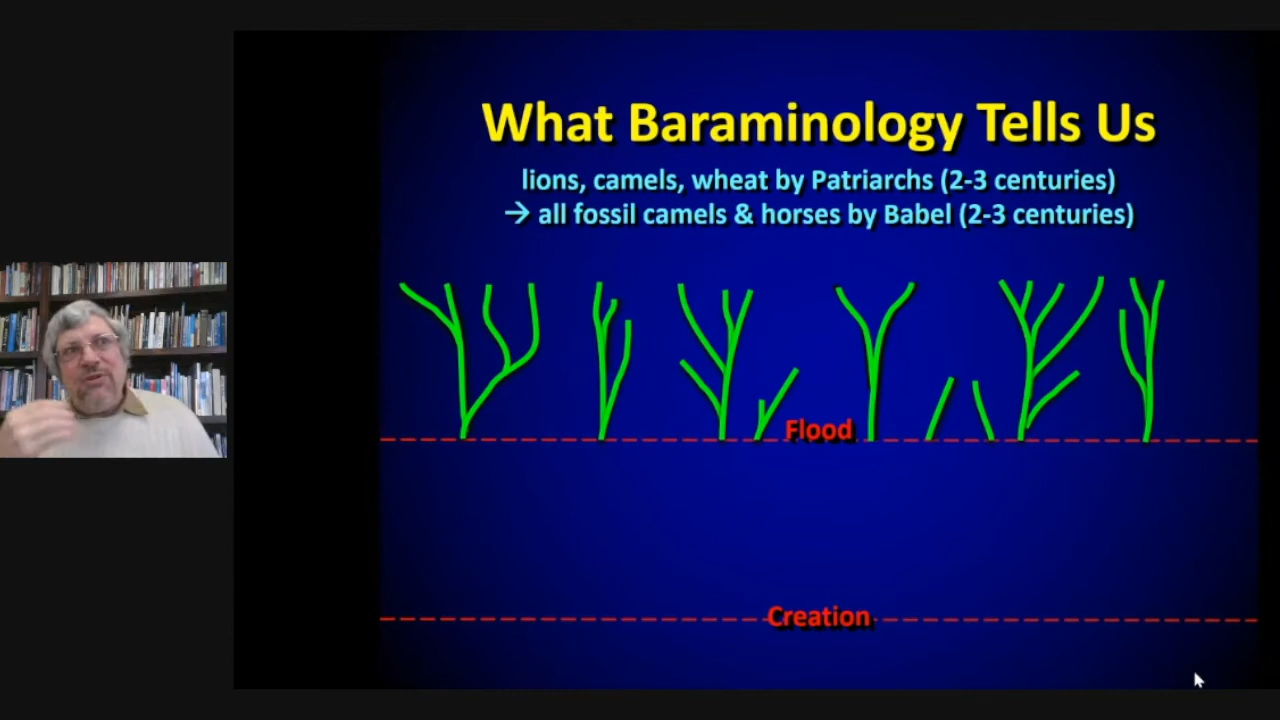 What Baraminology Tells Us
lions, camels, wheat by Patriarchs (2-3 centuries)
→ all fossil camels & horses by Babel (2-3 centuries)
Flood
Creation